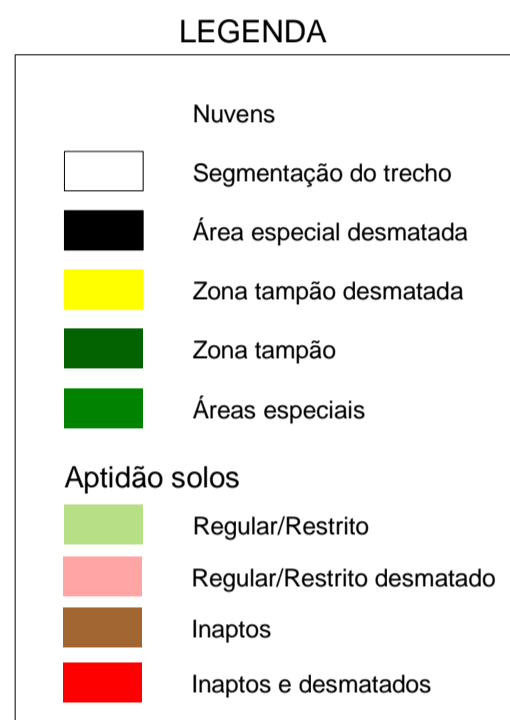 LEGENDA
Nuvens
Segmentação do trecho
Área especial desmatada
Zona tampão desmatada
Zona tampão
Áreas especiais
Aptidão solos
Regular/Restrito
Regular/Restrito desmatado
Inaptos
Inaptos e desmatados